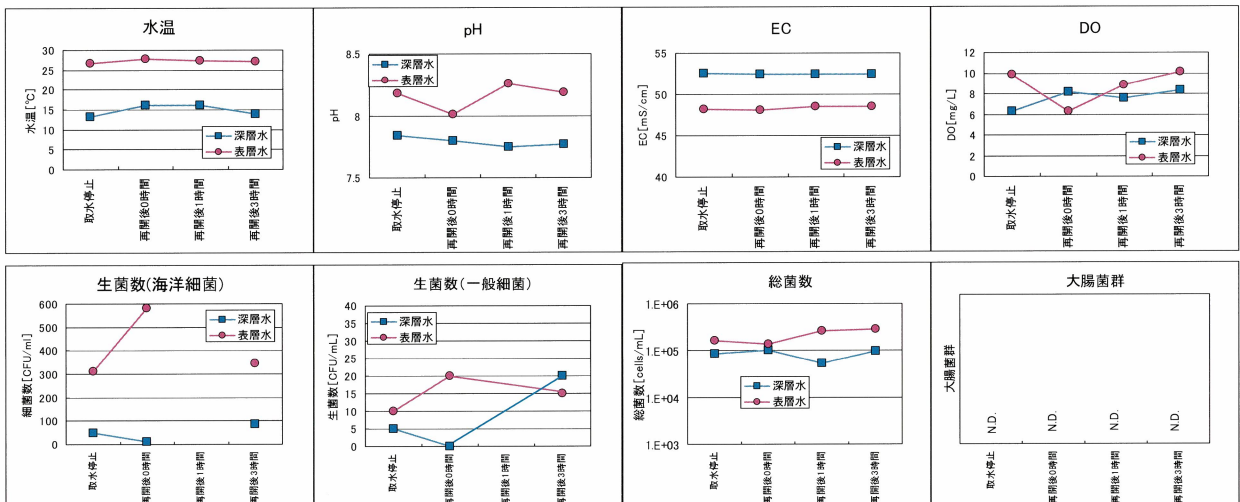 水温
水温[℃]
30
25
20
15
10
5
0
深層水
表層水
取水停止
再開後0時間
再開後1時間
再開後3時間
pH
pH
8.5
8
7.5
深層水
表層水
取水停止
再開後0時間
再開後1時間
再開後3時間
EC
EC[mS/cm]
55
50
45
40
深層水
表層水
取水停止
再開後0時間
再開後1時間
再開後3時間
DO
DO[mg/L]
12
10
8
6
4
2
0
深層水
表層水
取水停止
再開後0時間
再開後1時間
再開後3時間
生菌数(海洋細菌)
細菌数[CFU/ml]
600
500
400
300
200
100
0
深層水
表層水
取水停止
再開後0時間
再開後1時間
再開後3時間
生菌数(一般細菌)
生菌数[CFU/mL]
40
35
30
25
20
15
10
5
0
深層水
表層水
取水停止
再開後0時間
再開後1時間
再開後3時間
総菌数
総菌数[cells/mL]
1.E+06
1.E+05
1.E+04
1.E+03
深層水
表層水
取水停止
再開後0時間
再開後1時間
再開後3時間
大腸菌群
大腸菌群
N.D.
N.D.
N.D.
N.D.
取水停止
再開後0時間
再開後1時間
再開後3時間